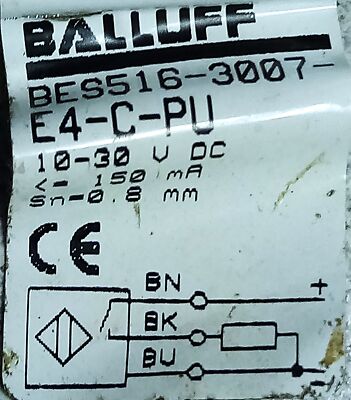 BALLUFF
BES516-3007-
E4-C-PU
10-30 V DC
<= 150 mA
Sn-0.8 mm
CE
BN +
BK
BU -